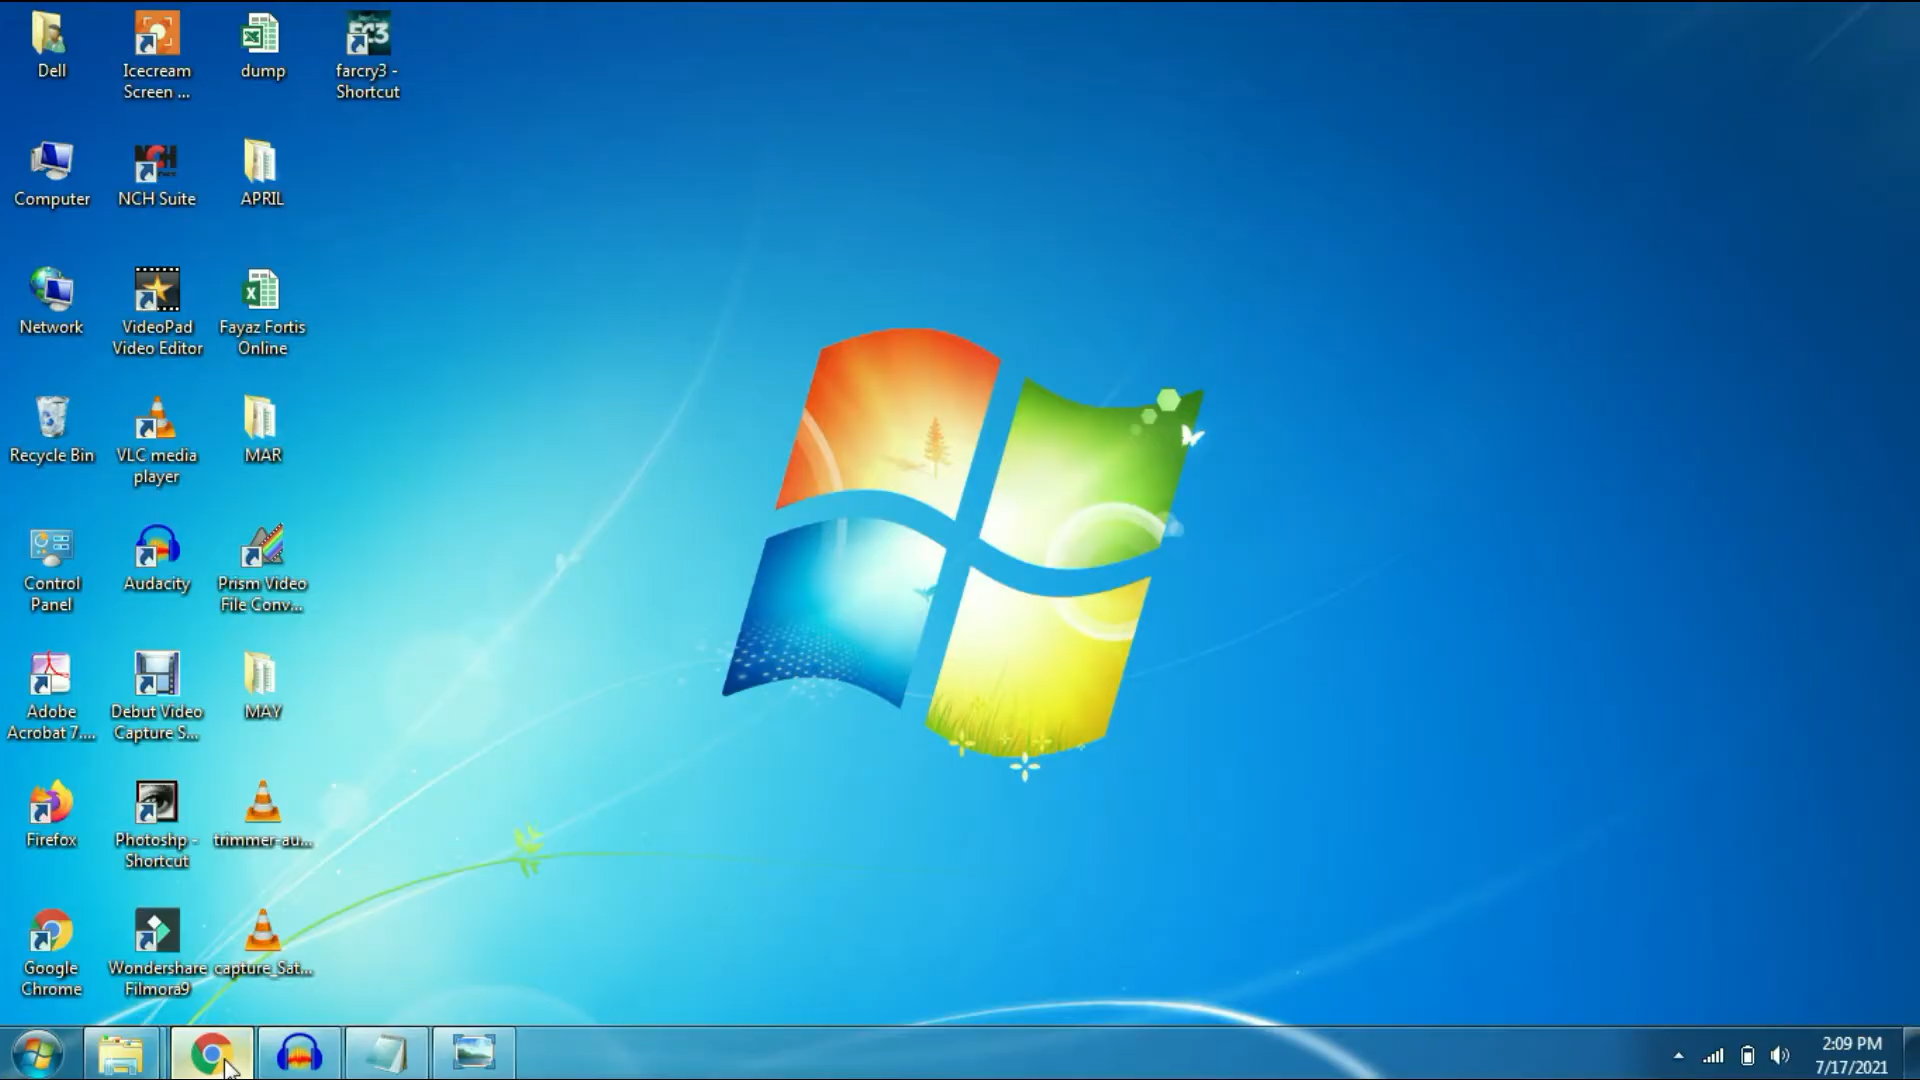 Dell
Icecream
Screen ...
dump
farcry3 -
Shortcut
Computer
NCH Suite
APRIL
Network
VideoPad
Video Editor
Fayaz Fortis
Online
Recycle Bin
VLC media
player
MAR
Control
Panel
Audacity
Prism Video
File Conv...
Adobe
Acrobat 7....
Debut Video
Capture S...
MAY
Firefox
Photoshp -
Shortcut
trimmer-au...
Google
Chrome
Wondershare
Filmora9
capture_Sat...
2:09 PM
7/17/2021